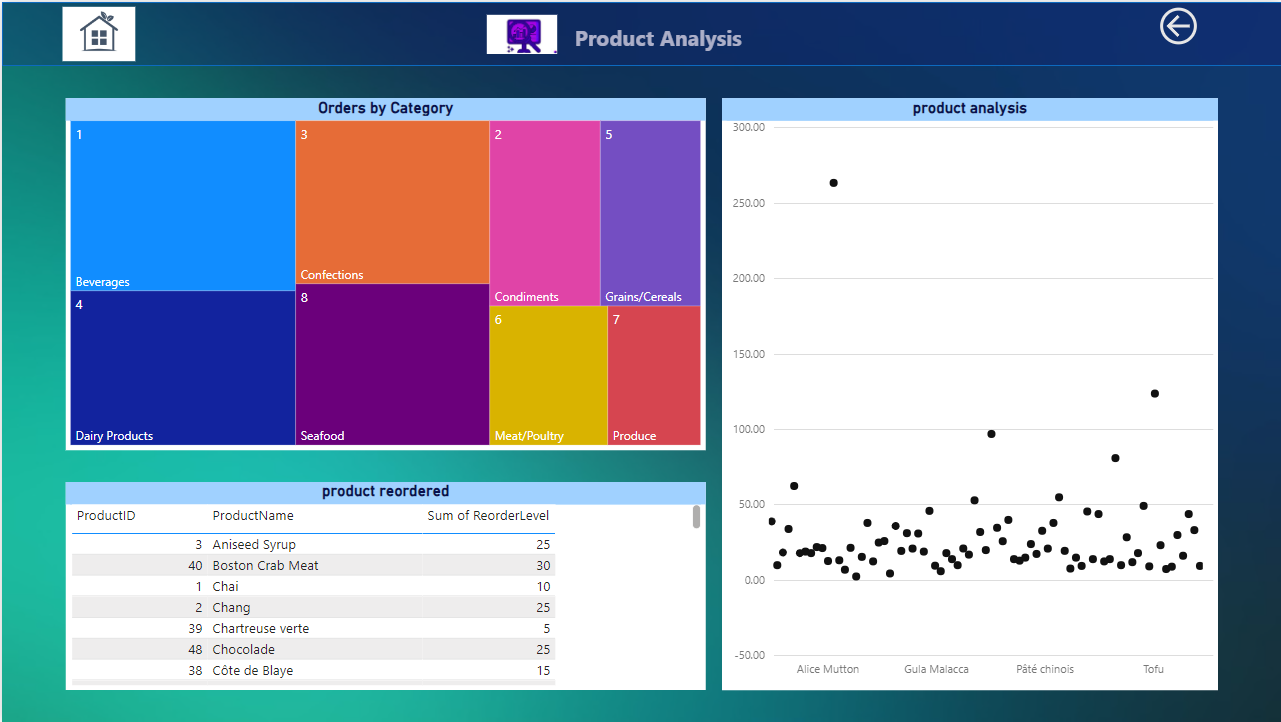 Product Analysis
Orders by Category
1
3
2
5
Beverages
Confections
Condiments
Grains/Cereals
4
8
6
7
Dairy Products
Seafood
Meat/Poultry
Produce
product reordered
ProductID ProductName Sum of ReorderLevel
3 Aniseed Syrup 25
40 Boston Crab Meat 30
1 Chai 10
2 Chang 25
39 Chartreuse verte 5
48 Chocolade 25
38 Côte de Blaye 15
product analysis
300.00
250.00
200.00
150.00
100.00
50.00
0.00
-50.00
Alice Mutton Gula Malacca Pâté chinois Tofu